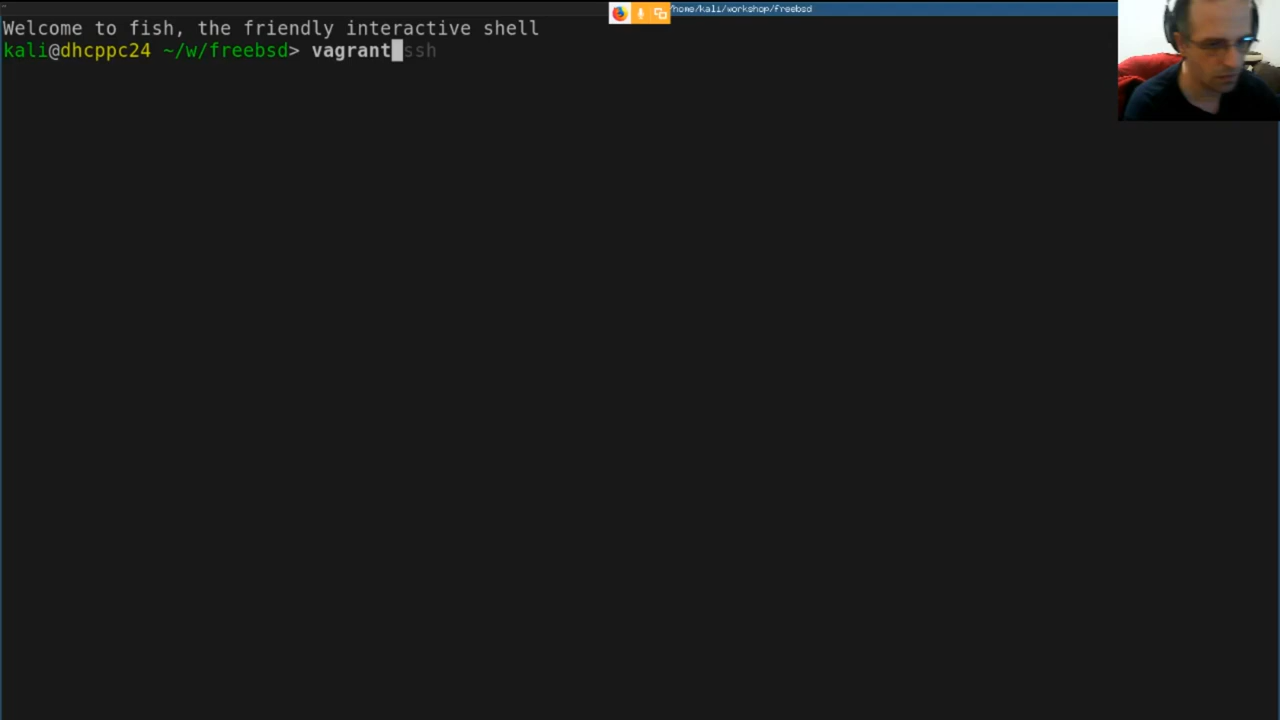 /home/kali/workshop/freebsd
Welcome to fish, the friendly interactive shell
kali@dhcppc24 ~/w/freebsd> vagrant ssh